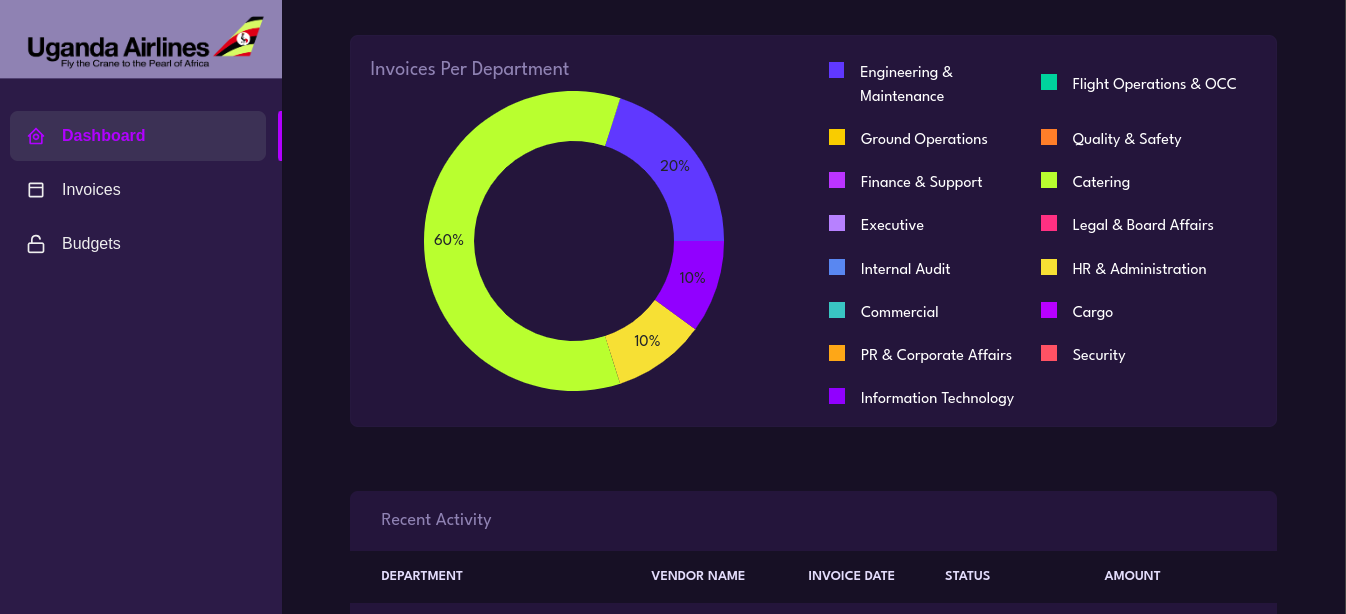 Uganda Airlines
Fly the Crane to the Pearl of Africa
Dashboard
Invoices
Budgets
Invoices Per Department
20%
60%
10%
10%
Engineering &
Maintenance
Flight Operations & OCC
Ground Operations
Quality & Safety
Finance & Support
Catering
Executive
Legal & Board Affairs
Internal Audit
HR & Administration
Commercial
Cargo
PR & Corporate Affairs
Security
Information Technology
Recent Activity
DEPARTMENT VENDOR NAME INVOICE DATE STATUS AMOUNT